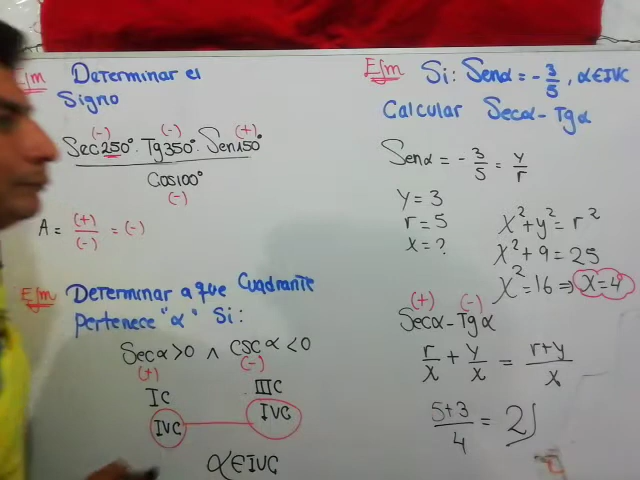 Ejm Determinar el
Signo
(-) (-) (+)
Sec250° . Tg350° . Sen150°
Cos100°
(-)
A = (+)/(-) = (-)
Ejm Determinar a que Cuadrante
pertenece "α" Si:
Secα>0 ∧ cscα<0
(+) (-)
IC IIIC
IVC IVC
α∈IVC
Ejm Si: Senα = -3/5, α∈IVC
Calcular Secα - Tgα
Senα = -3/5 = y/r
y = 3
r = 5
x = ?
x²+y² = r²
x²+9 = 25
x² = 16 ⇒ x = 4
(+) (-)
Secα - Tgα
r/x + y/x = r+y/x
5+3/4 = 2